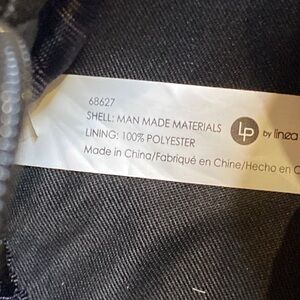 68627
SHELL: MAN MADE MATERIALS
LP by linea
LINING: 100% POLYESTER
Made in China/Fabriqué en Chine/Hecho en C